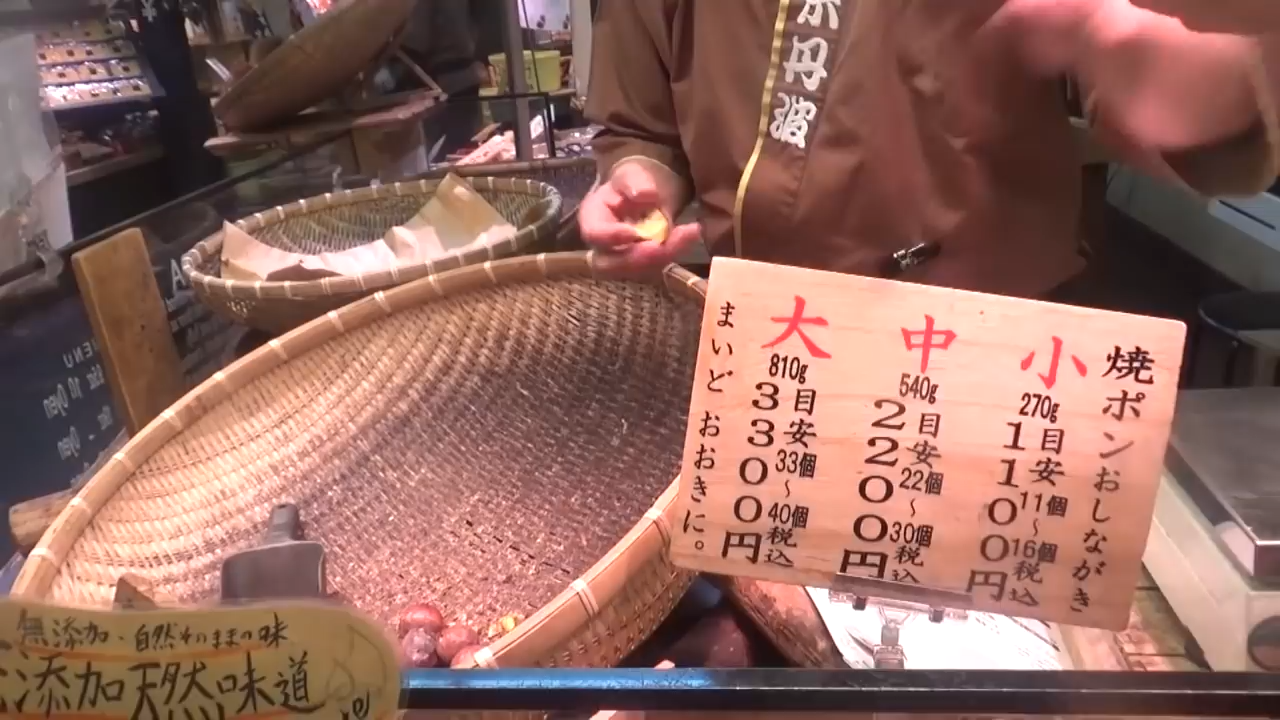 京丹波
焼ポンおしながき
小
270g
目安
11個
~
16個
1100円
税込
中
540g
目安
22個
~
30個
2200円
税込
大
810g
目安
33個
~
40個
3300円
税込
まいど おおきに。
無添加・自然そのままの味
添加天然味道
MENU